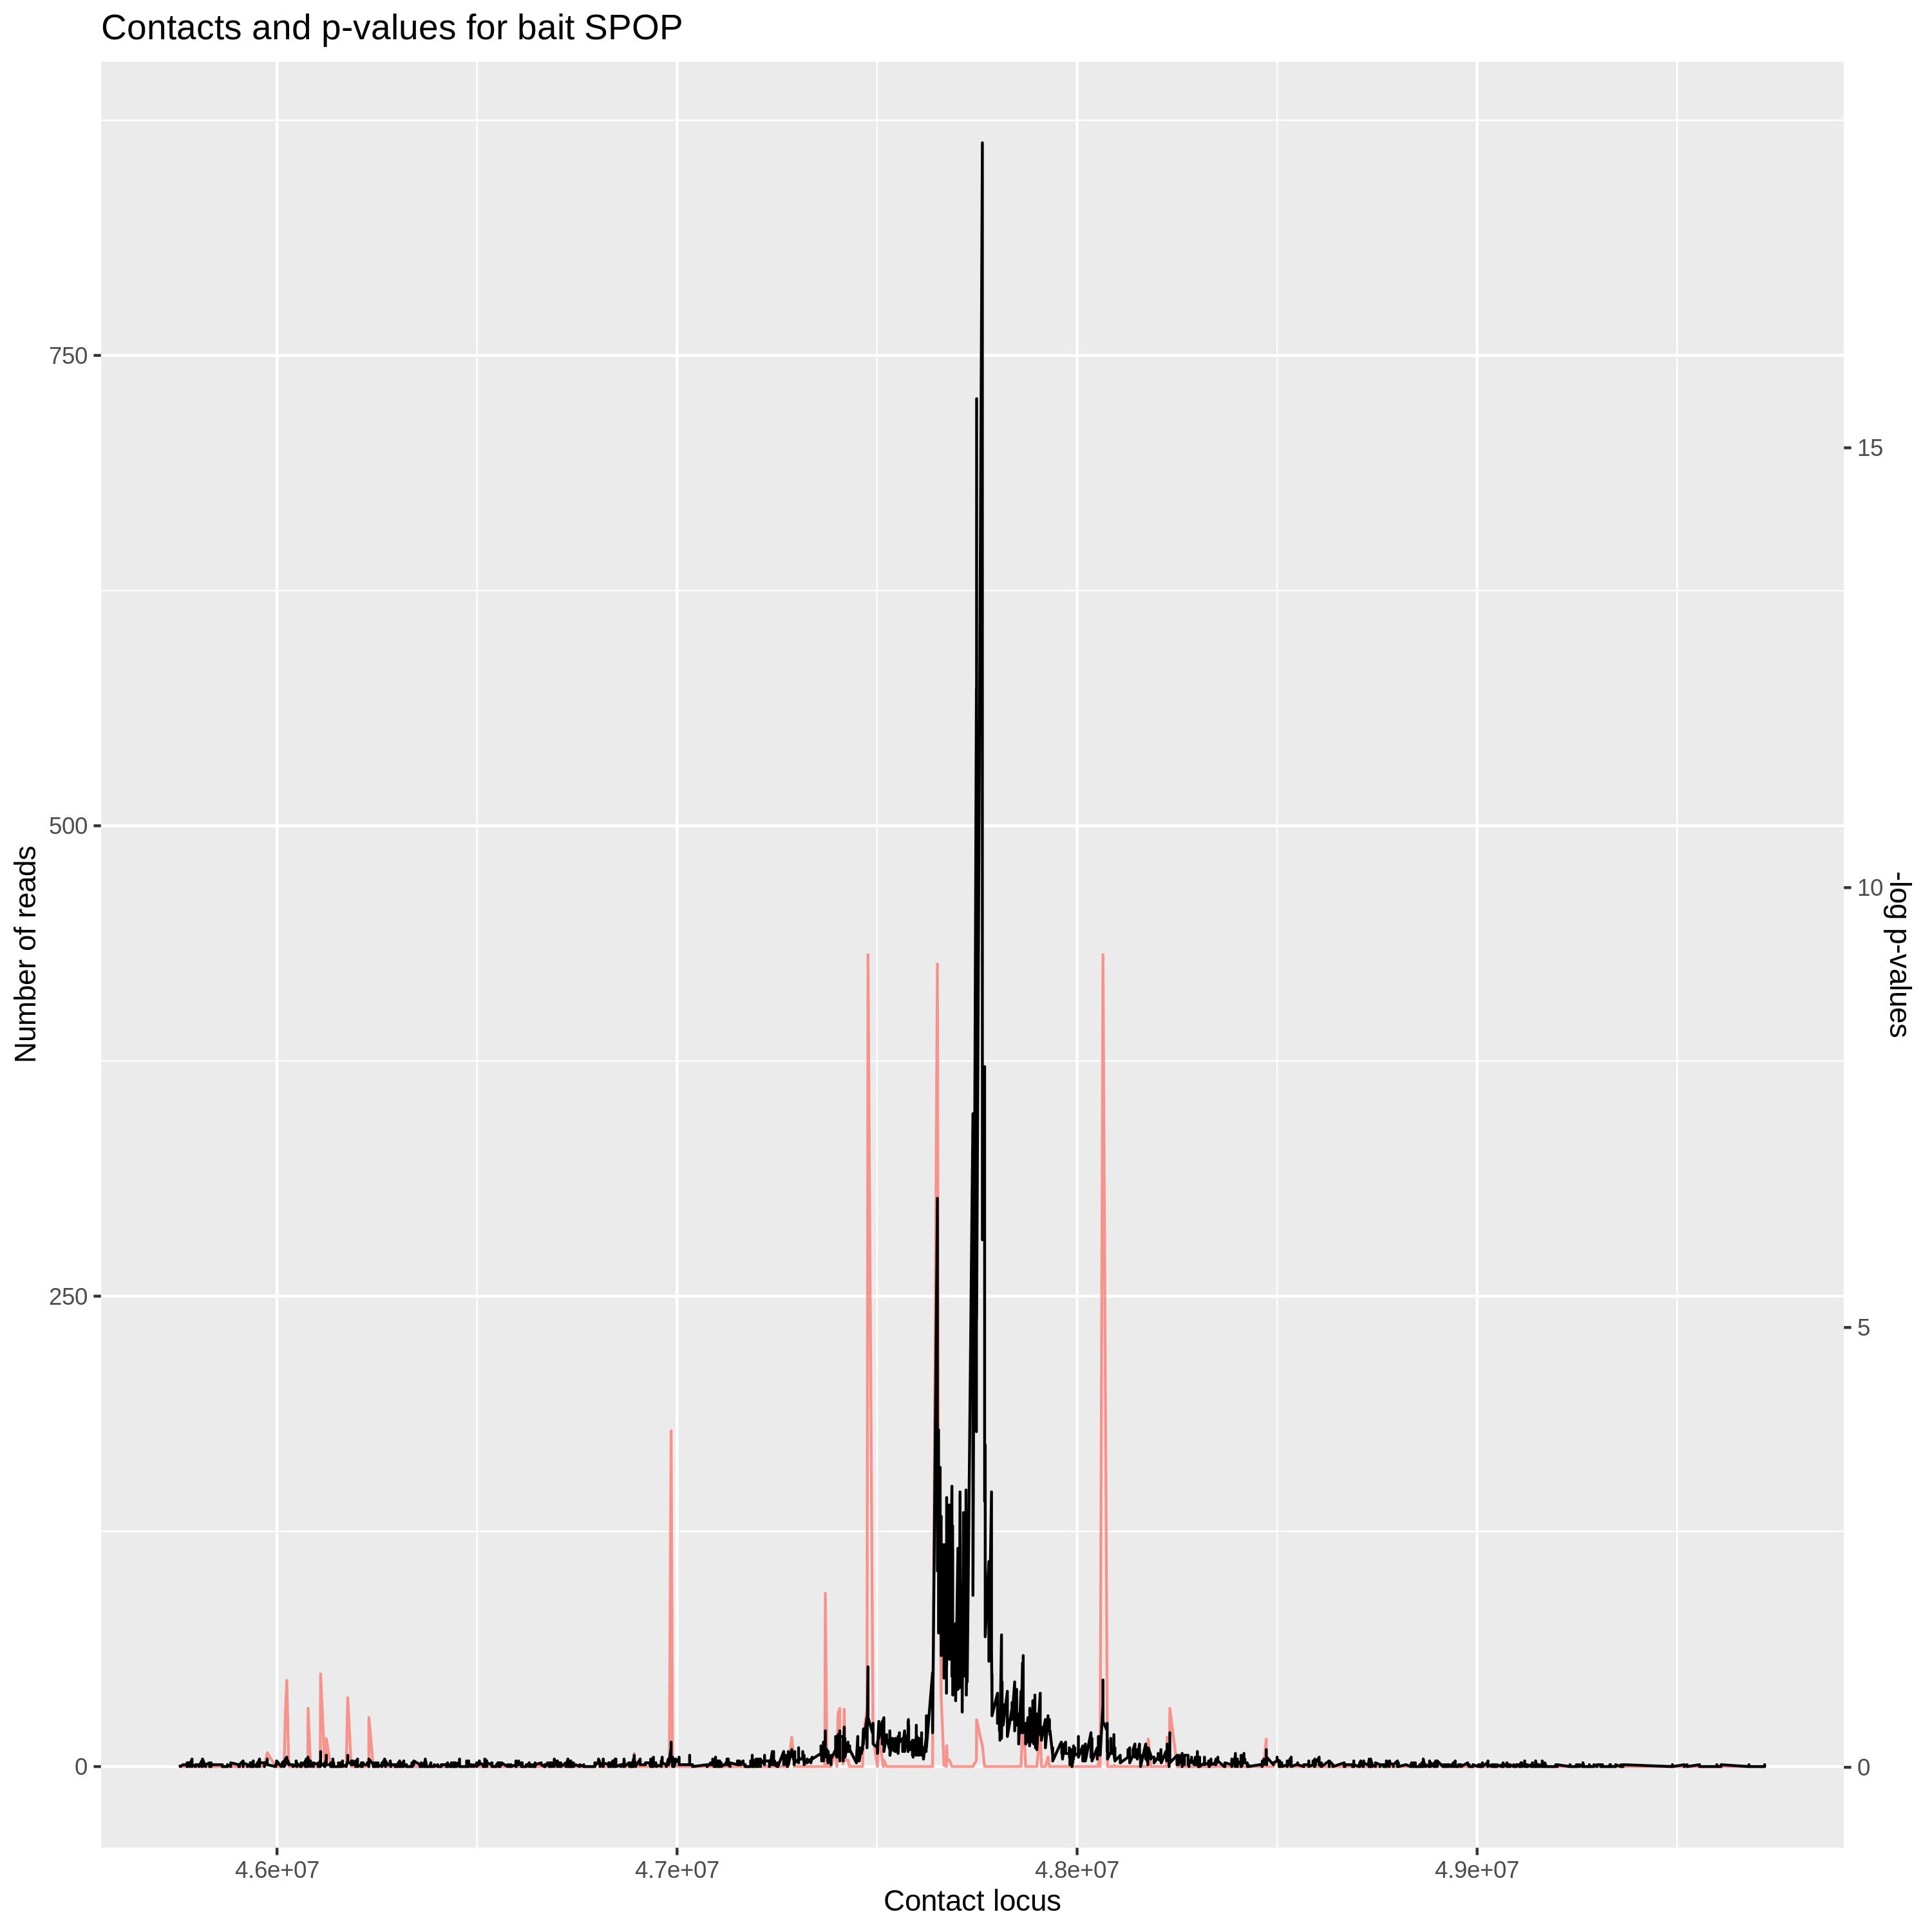 Contacts and p-values for bait SPOP
750
500
250
0
Number of reads
15
10
5
0
-log p-values
4.6e+07
4.7e+07
4.8e+07
4.9e+07
Contact locus